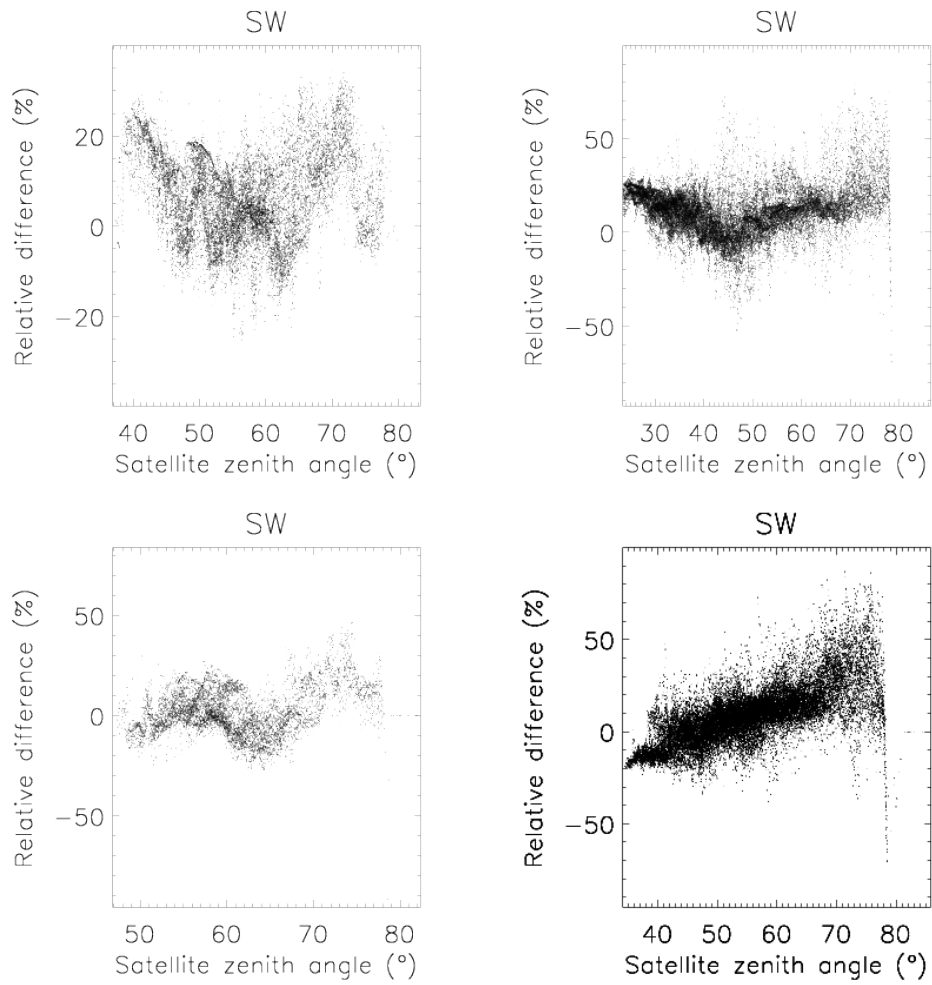 SW
Relative difference (%)
20
0
−20
40 50 60 70 80
Satellite zenith angle (°)
SW
Relative difference (%)
50
0
−50
30 40 50 60 70 80
Satellite zenith angle (°)
SW
Relative difference (%)
50
0
−50
50 60 70 80
Satellite zenith angle (°)
SW
Relative difference (%)
50
0
−50
40 50 60 70 80
Satellite zenith angle (°)